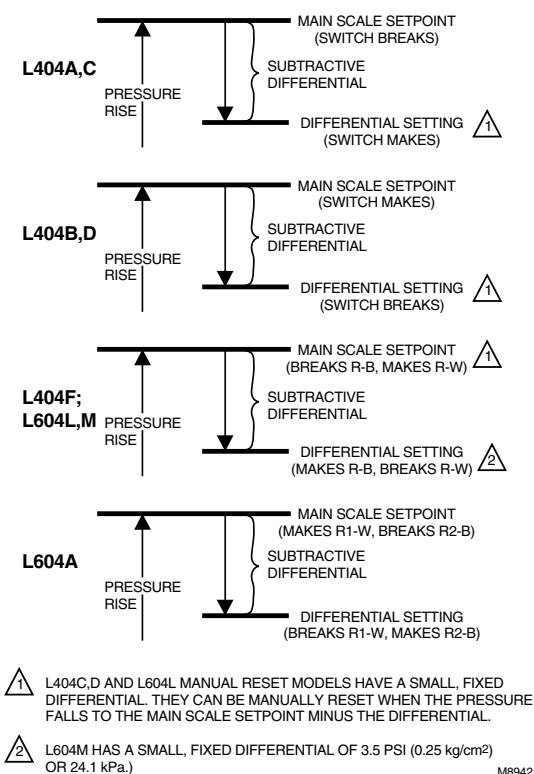 MAIN SCALE SETPOINT
(SWITCH BREAKS)
L404A,C
PRESSURE
RISE
SUBTRACTIVE
DIFFERENTIAL
DIFFERENTIAL SETTING
(SWITCH MAKES)
1
MAIN SCALE SETPOINT
(SWITCH MAKES)
L404B,D
PRESSURE
RISE
SUBTRACTIVE
DIFFERENTIAL
DIFFERENTIAL SETTING
(SWITCH BREAKS)
1
MAIN SCALE SETPOINT
(BREAKS R-B, MAKES R-W)
1
L404F;
L604L,M
PRESSURE
RISE
SUBTRACTIVE
DIFFERENTIAL
DIFFERENTIAL SETTING
(MAKES R-B, BREAKS R-W)
2
MAIN SCALE SETPOINT
(MAKES R1-W, BREAKS R2-B)
L604A
PRESSURE
RISE
SUBTRACTIVE
DIFFERENTIAL
DIFFERENTIAL SETTING
(BREAKS R1-W, MAKES R2-B)
1 L404C,D AND L604L MANUAL RESET MODELS HAVE A SMALL, FIXED
DIFFERENTIAL. THEY CAN BE MANUALLY RESET WHEN THE PRESSURE
FALLS TO THE MAIN SCALE SETPOINT MINUS THE DIFFERENTIAL.
2 L604M HAS A SMALL, FIXED DIFFERENTIAL OF 3.5 PSI (0.25 kg/cm2)
OR 24.1 kPa.)
M8942